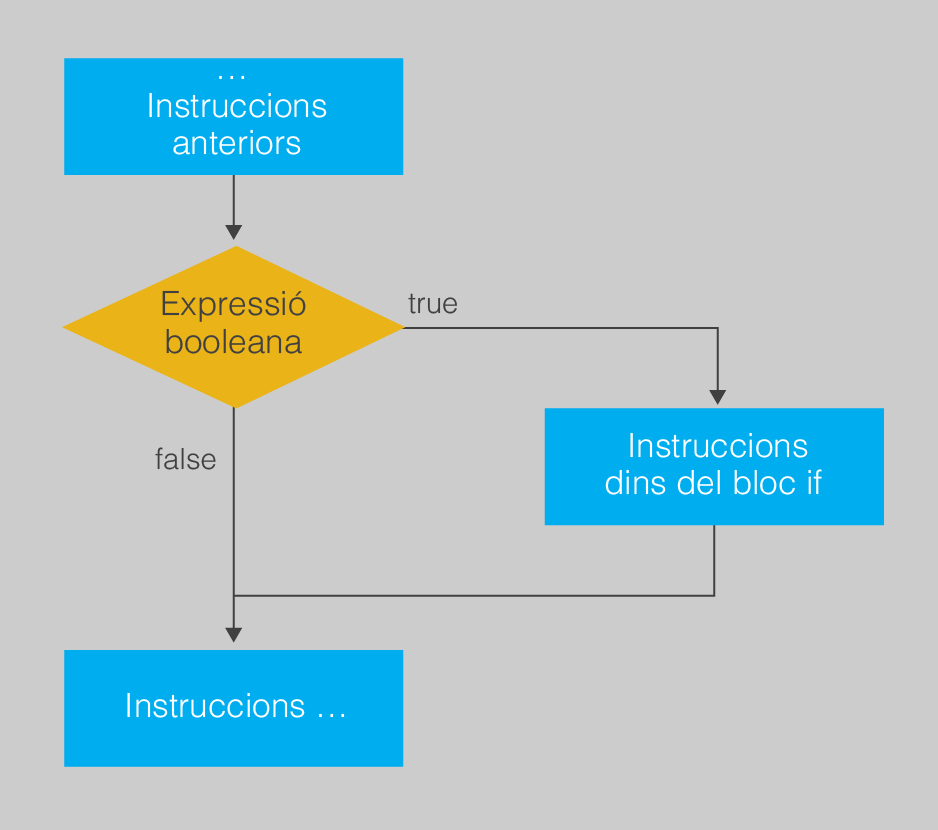 ...
Instruccions
anteriors
Expressió
booleana
true
false
Instruccions
dins del bloc if
Instruccions ...